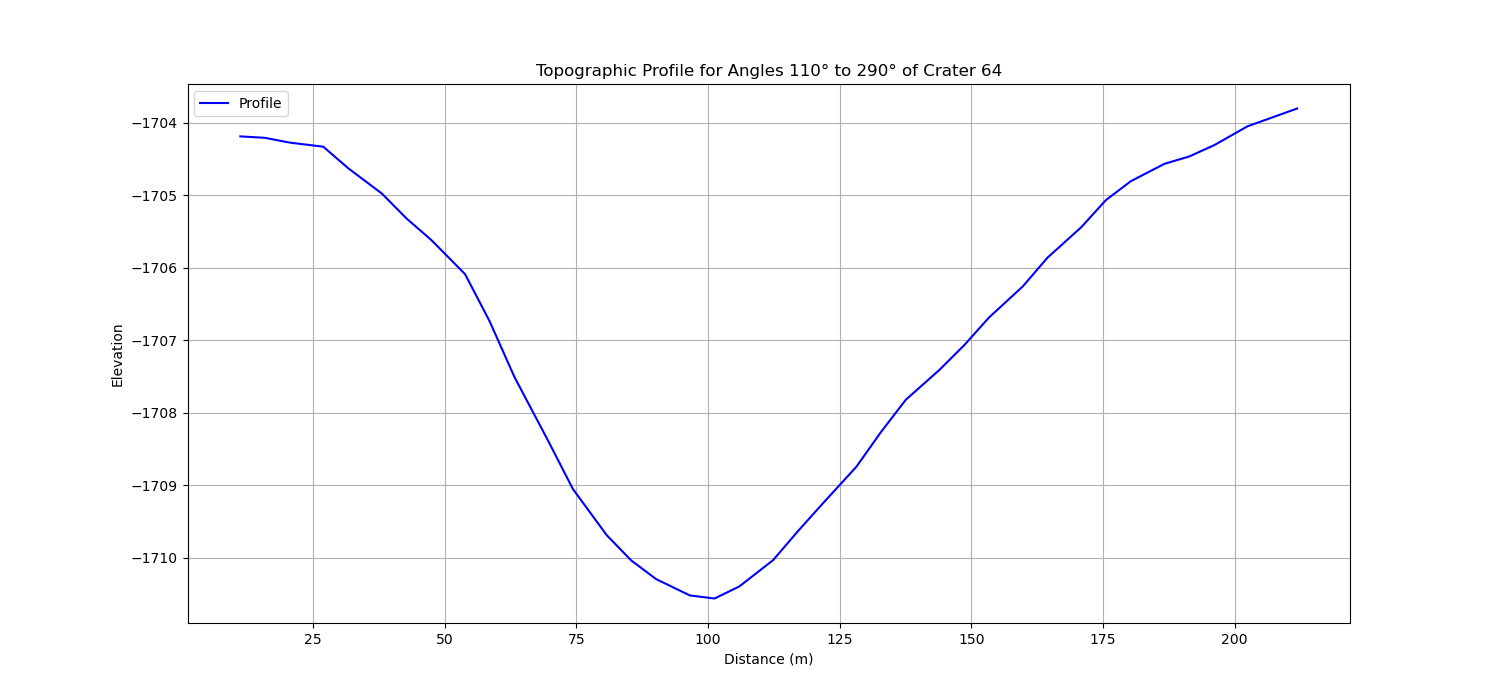 Topographic Profile for Angles 110° to 290° of Crater 64
Profile
−1704
−1705
−1706
−1707
−1708
−1709
−1710
Elevation
25 50 75 100 125 150 175 200
Distance (m)